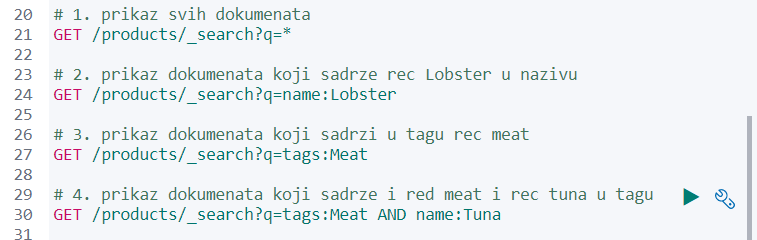 20 # 1. prikaz svih dokumenata
21 GET /products/_search?q=*
22
23 # 2. prikaz dokumenata koji sadrze rec Lobster u nazivu
24 GET /products/_search?q=name:Lobster
25
26 # 3. prikaz dokumenata koji sadrzi u tagu rec meat
27 GET /products/_search?q=tags:Meat
28
29 # 4. prikaz dokumenata koji sadrze i red meat i rec tuna u tagu
30 GET /products/_search?q=tags:Meat AND name:Tuna
31